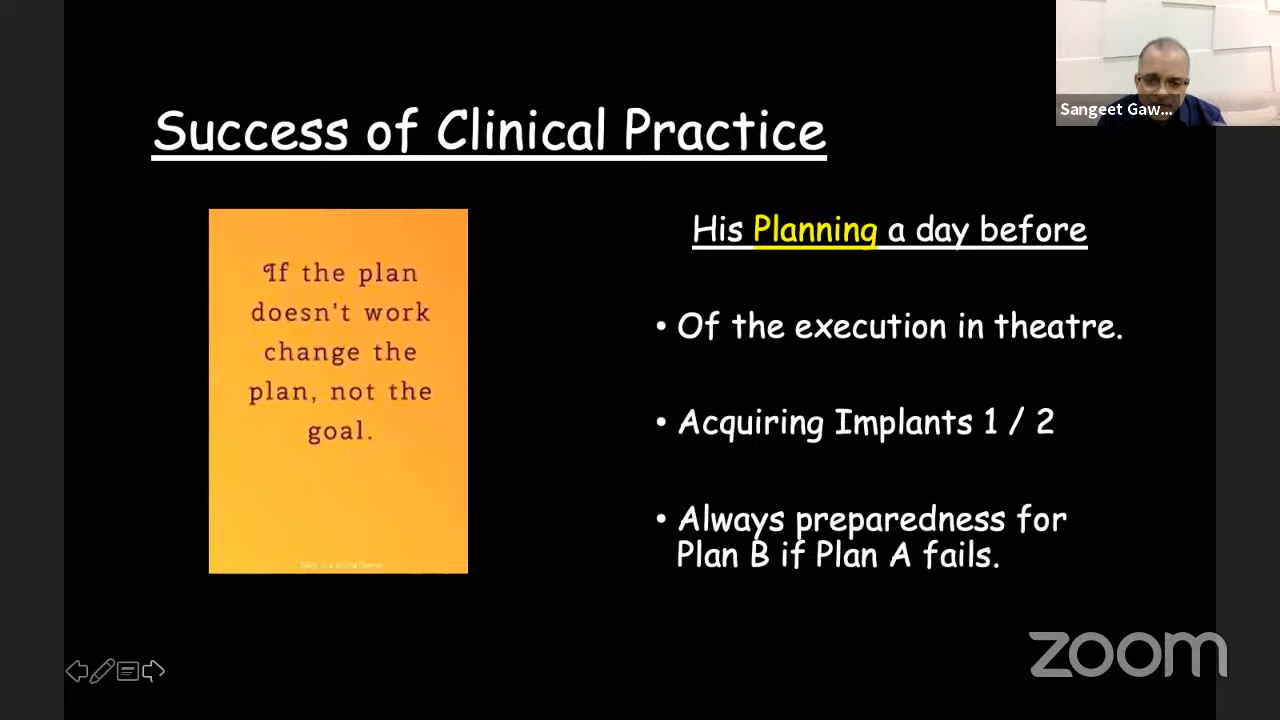 Sangeet Gaw...
Success of Clinical Practice
If the plan
doesn't work
change the
plan, not the
goal.
His Planning a day before
• Of the execution in theatre.
• Acquiring Implants 1 / 2
• Always preparedness for
Plan B if Plan A fails.
zoom